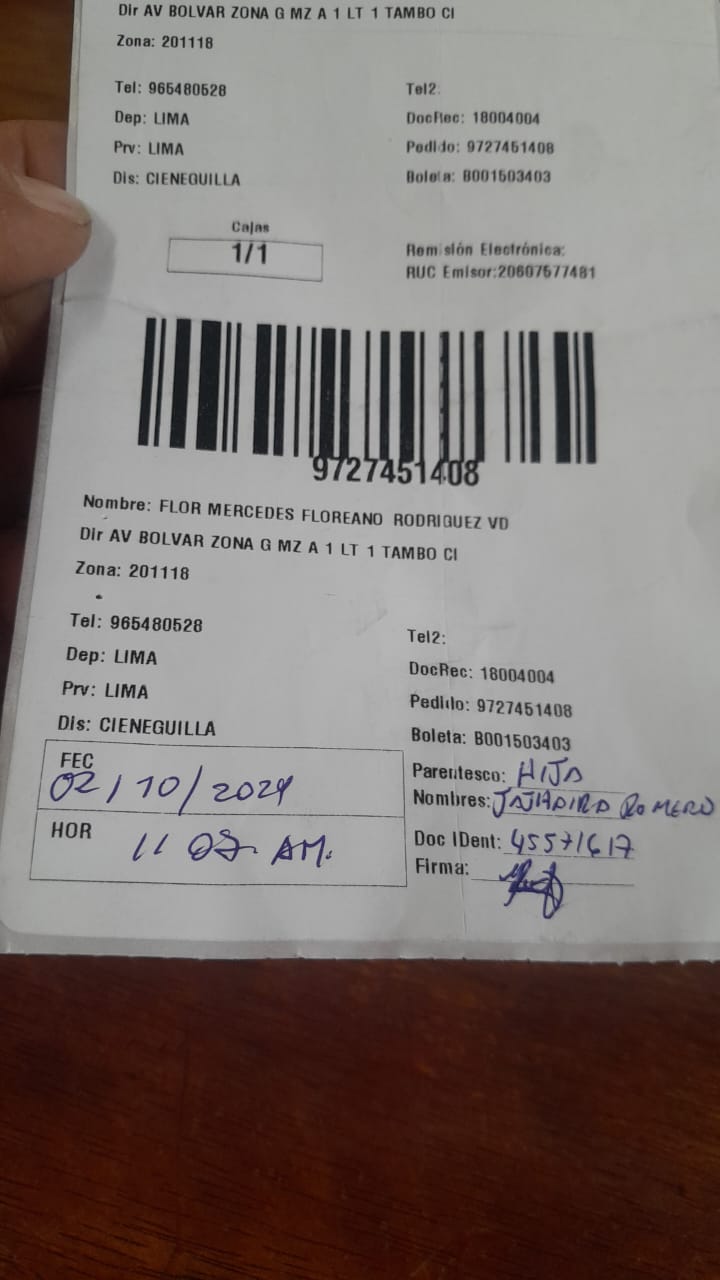 Dir AV BOLVAR ZONA G MZ A 1 LT 1 TAMBO CI
Zona: 201118
Tel: 965480528
Tel2:
Dep: LIMA
DocRec: 18004004
Prv: LIMA
Pedido: 9727451408
Dis: CIENEGUILLA
Boleta: B001503403
Cajas
1/1
Remisión Electrónica:
RUC Emisor:20607577481
9727451408
Nombre: FLOR MERCEDES FLOREANO RODRIGUEZ VD
Dir AV BOLVAR ZONA G MZ A 1 LT 1 TAMBO CI
Zona: 201118
Tel: 965480528
Tel2:
Dep: LIMA
DocRec: 18004004
Prv: LIMA
Pedido: 9727451408
Dis: CIENEGUILLA
Boleta: B001503403
FEC
02/10/2024
Parentesco: HIJA
Nombres: ROMERO
HOR
11 AM.
Doc IDent: 45571617
Firma: